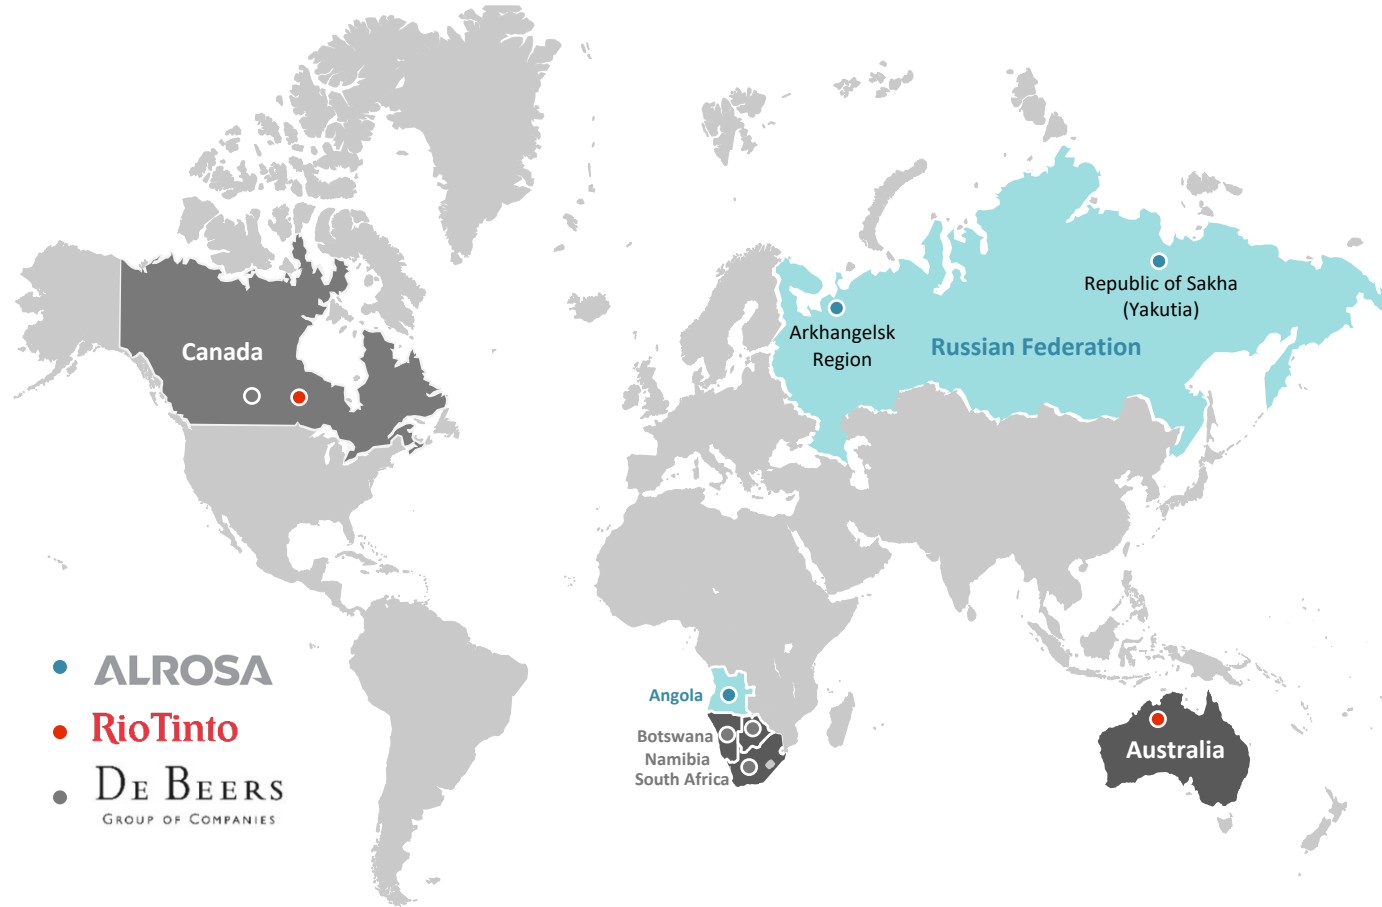 Canada
Arkhangelsk
Region
Russian Federation
Republic of Sakha
(Yakutia)
ALROSA
RioTinto
DE BEERS
GROUP OF COMPANIES
Angola
Botswana
Namibia
South Africa
Australia